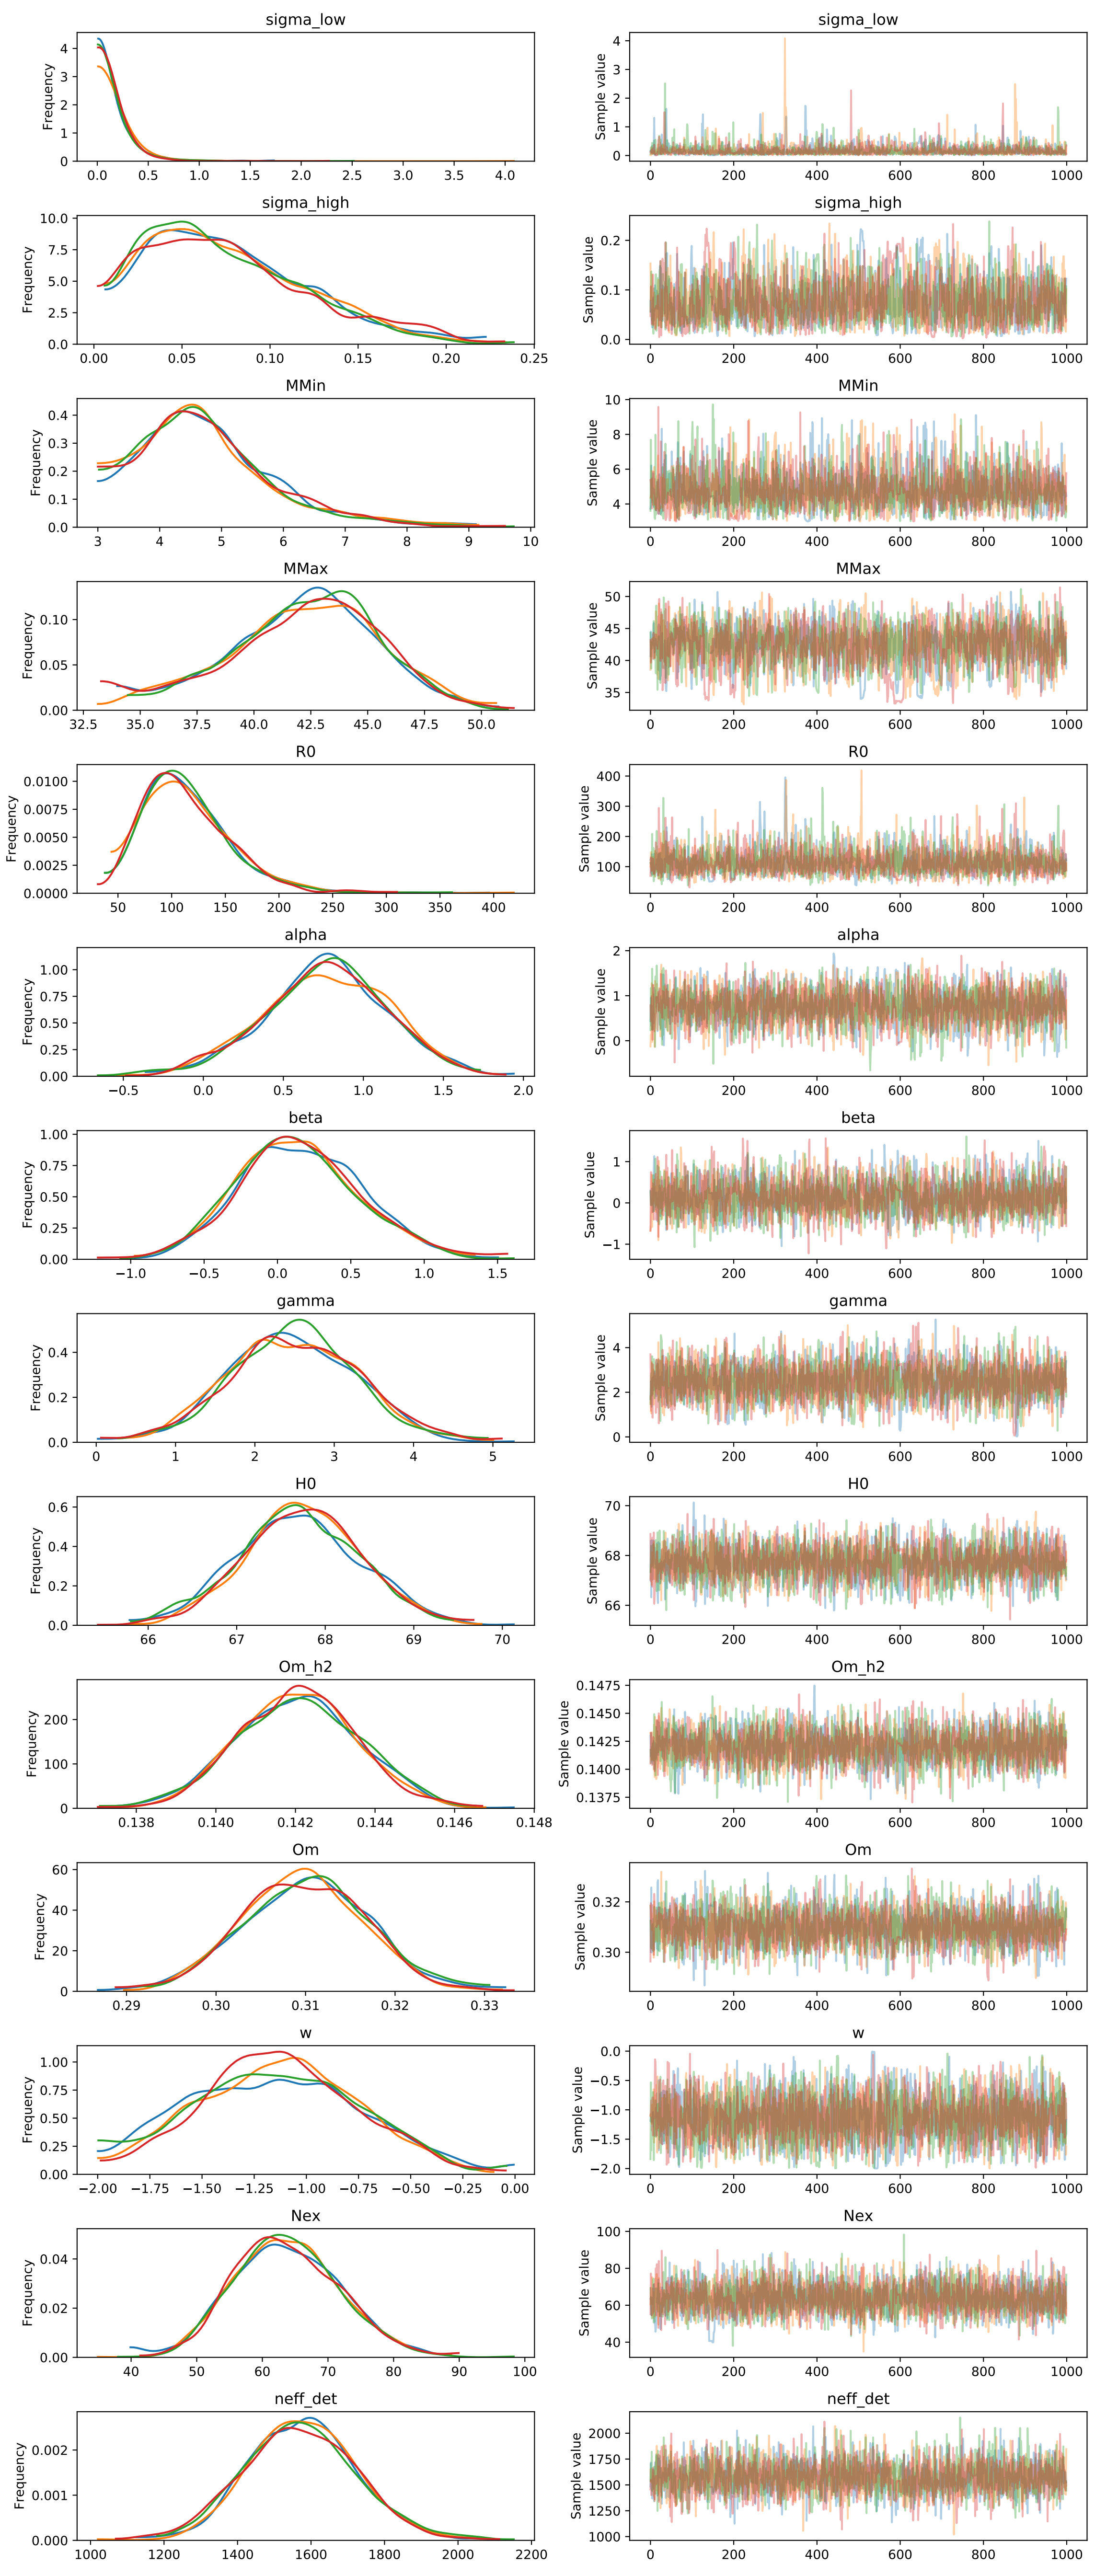 sigma_low
Frequency
4
3
2
1
0
0.0 0.5 1.0 1.5 2.0 2.5 3.0 3.5 4.0
sigma_low
Sample value
4
3
2
1
0
0 200 400 600 800 1000
sigma_high
Frequency
10.0
7.5
5.0
2.5
0.0
0.00 0.05 0.10 0.15 0.20 0.25
sigma_high
Sample value
0.2
0.1
0.0
0 200 400 600 800 1000
MMin
Frequency
0.4
0.3
0.2
0.1
0.0
3 4 5 6 7 8 9 10
MMin
Sample value
10
8
6
4
0 200 400 600 800 1000
MMax
Frequency
0.10
0.05
0.00
32.5 35.0 37.5 40.0 42.5 45.0 47.5 50.0
MMax
Sample value
50
45
40
35
0 200 400 600 800 1000
R0
Frequency
0.0100
0.0075
0.0050
0.0025
0.0000
50 100 150 200 250 300 350 400
R0
Sample value
400
300
200
100
0 200 400 600 800 1000
alpha
Frequency
1.00
0.75
0.50
0.25
0.00
−0.5 0.0 0.5 1.0 1.5 2.0
alpha
Sample value
2
1
0
0 200 400 600 800 1000
beta
Frequency
1.00
0.75
0.50
0.25
0.00
−1.0 −0.5 0.0 0.5 1.0 1.5
beta
Sample value
1
0
−1
0 200 400 600 800 1000
gamma
Frequency
0.4
0.2
0.0
0 1 2 3 4 5
gamma
Sample value
4
2
0
0 200 400 600 800 1000
H0
Frequency
0.6
0.4
0.2
0.0
66 67 68 69 70
H0
Sample value
70
68
66
0 200 400 600 800 1000
Om_h2
Frequency
200
100
0
0.138 0.140 0.142 0.144 0.146 0.148
Om_h2
Sample value
0.1475
0.1450
0.1425
0.1400
0.1375
0 200 400 600 800 1000
Om
Frequency
60
40
20
0
0.29 0.30 0.31 0.32 0.33
Om
Sample value
0.32
0.30
0 200 400 600 800 1000
w
Frequency
1.00
0.75
0.50
0.25
0.00
−2.00 −1.75 −1.50 −1.25 −1.00 −0.75 −0.50 −0.25 0.00
w
Sample value
0.0
−0.5
−1.0
−1.5
−2.0
0 200 400 600 800 1000
Nex
Frequency
0.04
0.02
0.00
40 50 60 70 80 90 100
Nex
Sample value
100
80
60
40
0 200 400 600 800 1000
neff_det
Frequency
0.002
0.001
0.000
1000 1200 1400 1600 1800 2000 2200
neff_det
Sample value
2000
1750
1500
1250
1000
0 200 400 600 800 1000